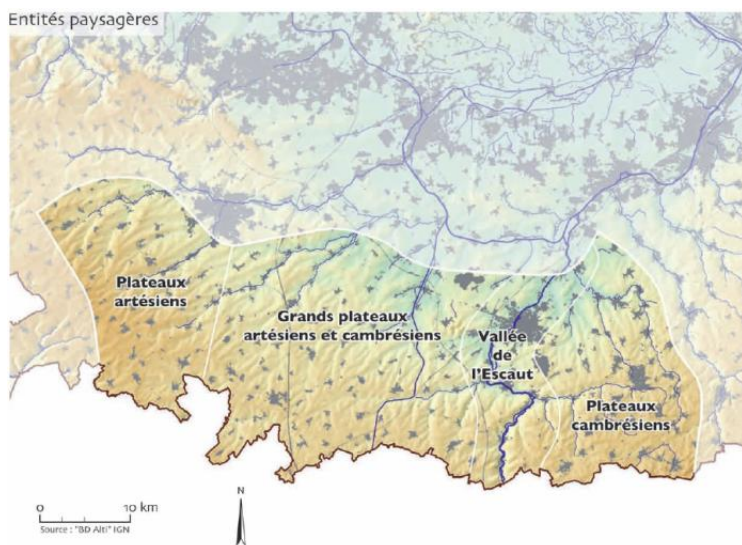 Entités paysagères
Plateaux
artésiens
Grands plateaux
artésiens et cambrésiens
Vallée
de
l'Escaut
Plateaux
cambrésiens
0 10 km
Source : "BD Alti" IGN
N